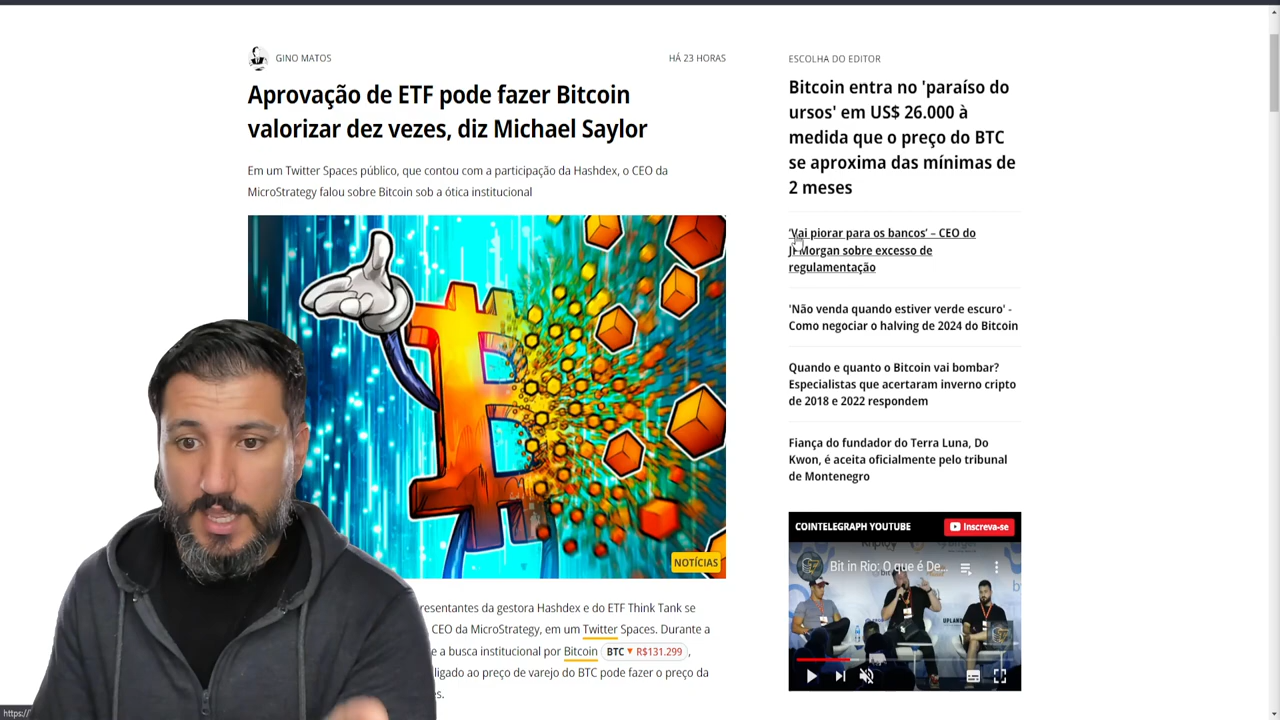 GINO MATOS
HÁ 23 HORAS
Aprovação de ETF pode fazer Bitcoin
valorizar dez vezes, diz Michael Saylor
Em um Twitter Spaces público, que contou com a participação da Hashdex, o CEO da
MicroStrategy falou sobre Bitcoin sob a ótica institucional
NOTÍCIAS
resentantes da gestora Hashdex e do ETF Think Tank se
CEO da MicroStrategy, em um Twitter Spaces. Durante a
e a busca institucional por Bitcoin BTC ▼ R$131.299 ,
ligado ao preço de varejo do BTC pode fazer o preço da
es.
https://
ESCOLHA DO EDITOR
Bitcoin entra no 'paraíso do
ursos' em US$ 26.000 à
medida que o preço do BTC
se aproxima das mínimas de
2 meses
'Vai piorar para os bancos' – CEO do
JPMorgan sobre excesso de
regulamentação
'Não venda quando estiver verde escuro' -
Como negociar o halving de 2024 do Bitcoin
Quando e quanto o Bitcoin vai bombar?
Especialistas que acertaram inverno cripto
de 2018 e 2022 respondem
Fiança do fundador do Terra Luna, Do
Kwon, é aceita oficialmente pelo tribunal
de Montenegro
COINTELEGRAPH YOUTUBE
Inscreva-se
Bit in Rio: O que é De...
UPLAND